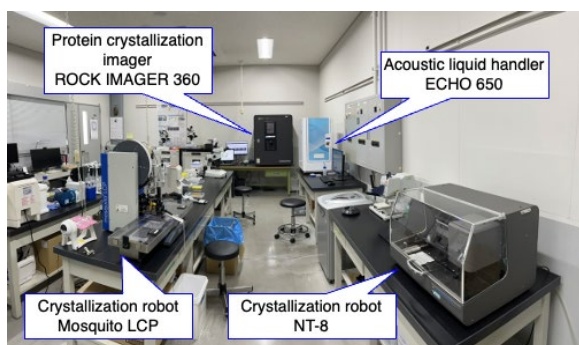 Protein crystallization
imager
ROCK IMAGER 360
Acoustic liquid handler
ECHO 650
Crystallization robot
Mosquito LCP
Crystallization robot
NT-8